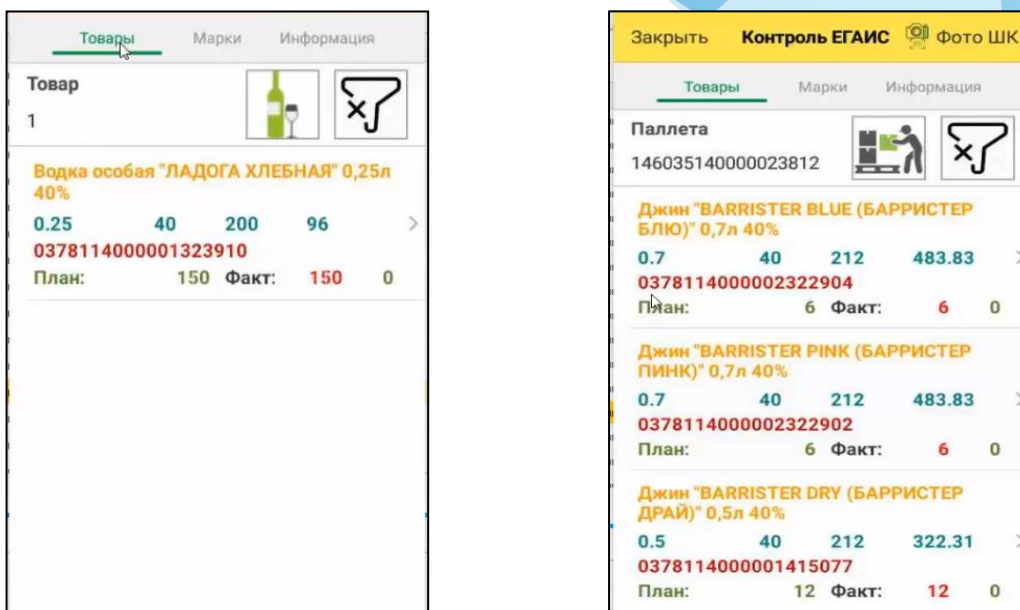 Товары Марки Информация
Товар
1
Водка особая "ЛАДОГА ХЛЕБНАЯ" 0,25л
40%
0.25 40 200 96
0378114000001323910
План: 150 Факт: 150 0
Закрыть Контроль ЕГАИС Фото ШК
Товары Марки Информация
Паллета
146035140000023812
Джин "BARRISTER BLUE (БАРРИСТЕР
БЛЮ)" 0,7л 40%
0.7 40 212 483.83
0378114000002322904
План: 6 Факт: 6 0
Джин "BARRISTER PINK (БАРРИСТЕР
ПИНК)" 0,7л 40%
0.7 40 212 483.83
0378114000002322902
План: 6 Факт: 6 0
Джин "BARRISTER DRY (БАРРИСТЕР
ДРАЙ)" 0,5л 40%
0.5 40 212 322.31
0378114000001415077
План: 12 Факт: 12 0